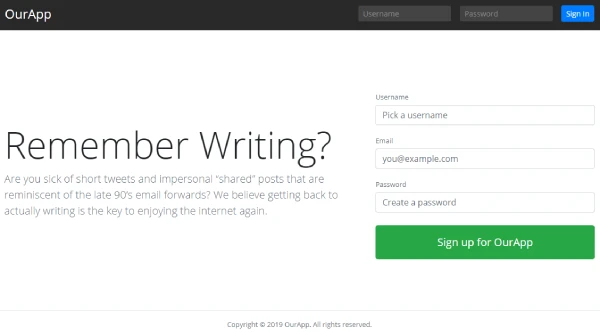 OurApp
Username
Password
Sign In
Remember Writing?
Are you sick of short tweets and impersonal “shared” posts that are
reminiscent of the late 90’s email forwards? We believe getting back to
actually writing is the key to enjoying the internet again.
Username
Pick a username
Email
you@example.com
Password
Create a password
Sign up for OurApp
Copyright © 2019 OurApp. All rights reserved.